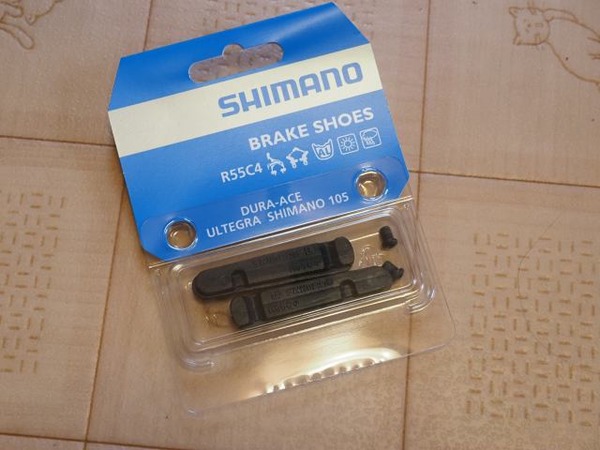 SHIMANO
BRAKE SHOES
R55C4
DURA-ACE
ULTEGRA SHIMANO 105